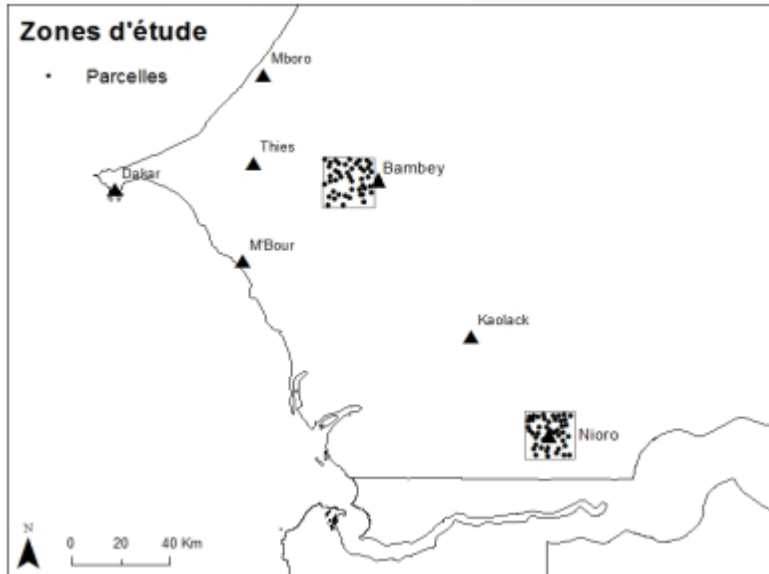 Zones d'étude
Parcelles
Mboro
Thies
Dakar
Bambey
M'Bour
Kaolack
Nioro
N
0 20 40 Km